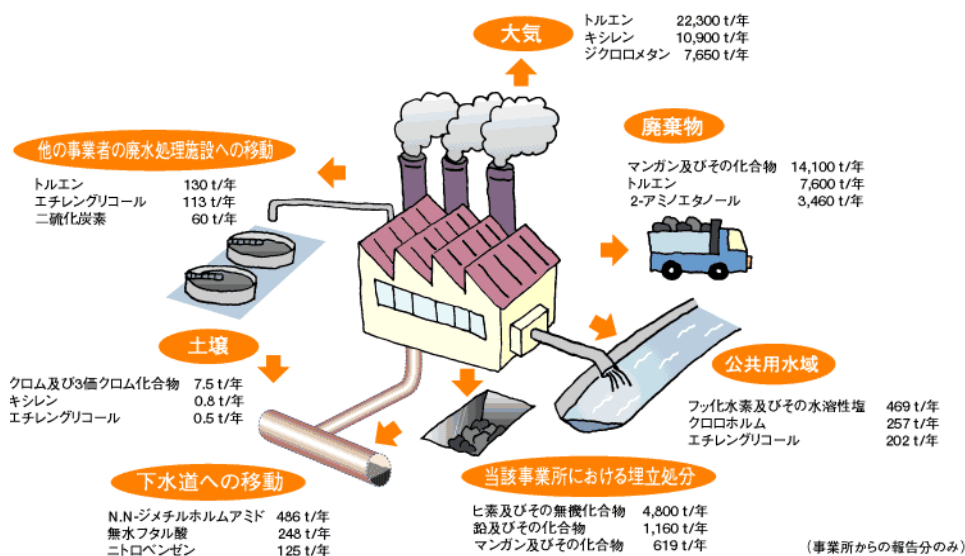 大気
トルエン 22,300 t/年
キシレン 10,900 t/年
ジクロロメタン 7,650 t/年
他の事業者の廃水処理施設への移動
トルエン 130 t/年
エチレングリコール 113 t/年
二硫化炭素 60 t/年
廃棄物
マンガン及びその化合物 14,100 t/年
トルエン 7,600 t/年
2-アミノエタノール 3,460 t/年
土壌
クロム及び3価クロム化合物 7.5 t/年
キシレン 0.8 t/年
エチレングリコール 0.5 t/年
公共用水域
フッ化水素及びその水溶性塩 469 t/年
クロロホルム 257 t/年
エチレングリコール 202 t/年
下水道への移動
N.N-ジメチルホルムアミド 486 t/年
無水フタル酸 248 t/年
ニトロベンゼン 125 t/年
当該事業所における埋立処分
ヒ素及びその無機化合物 4,800 t/年
鉛及びその化合物 1,160 t/年
マンガン及びその化合物 619 t/年
(事業所からの報告分のみ)